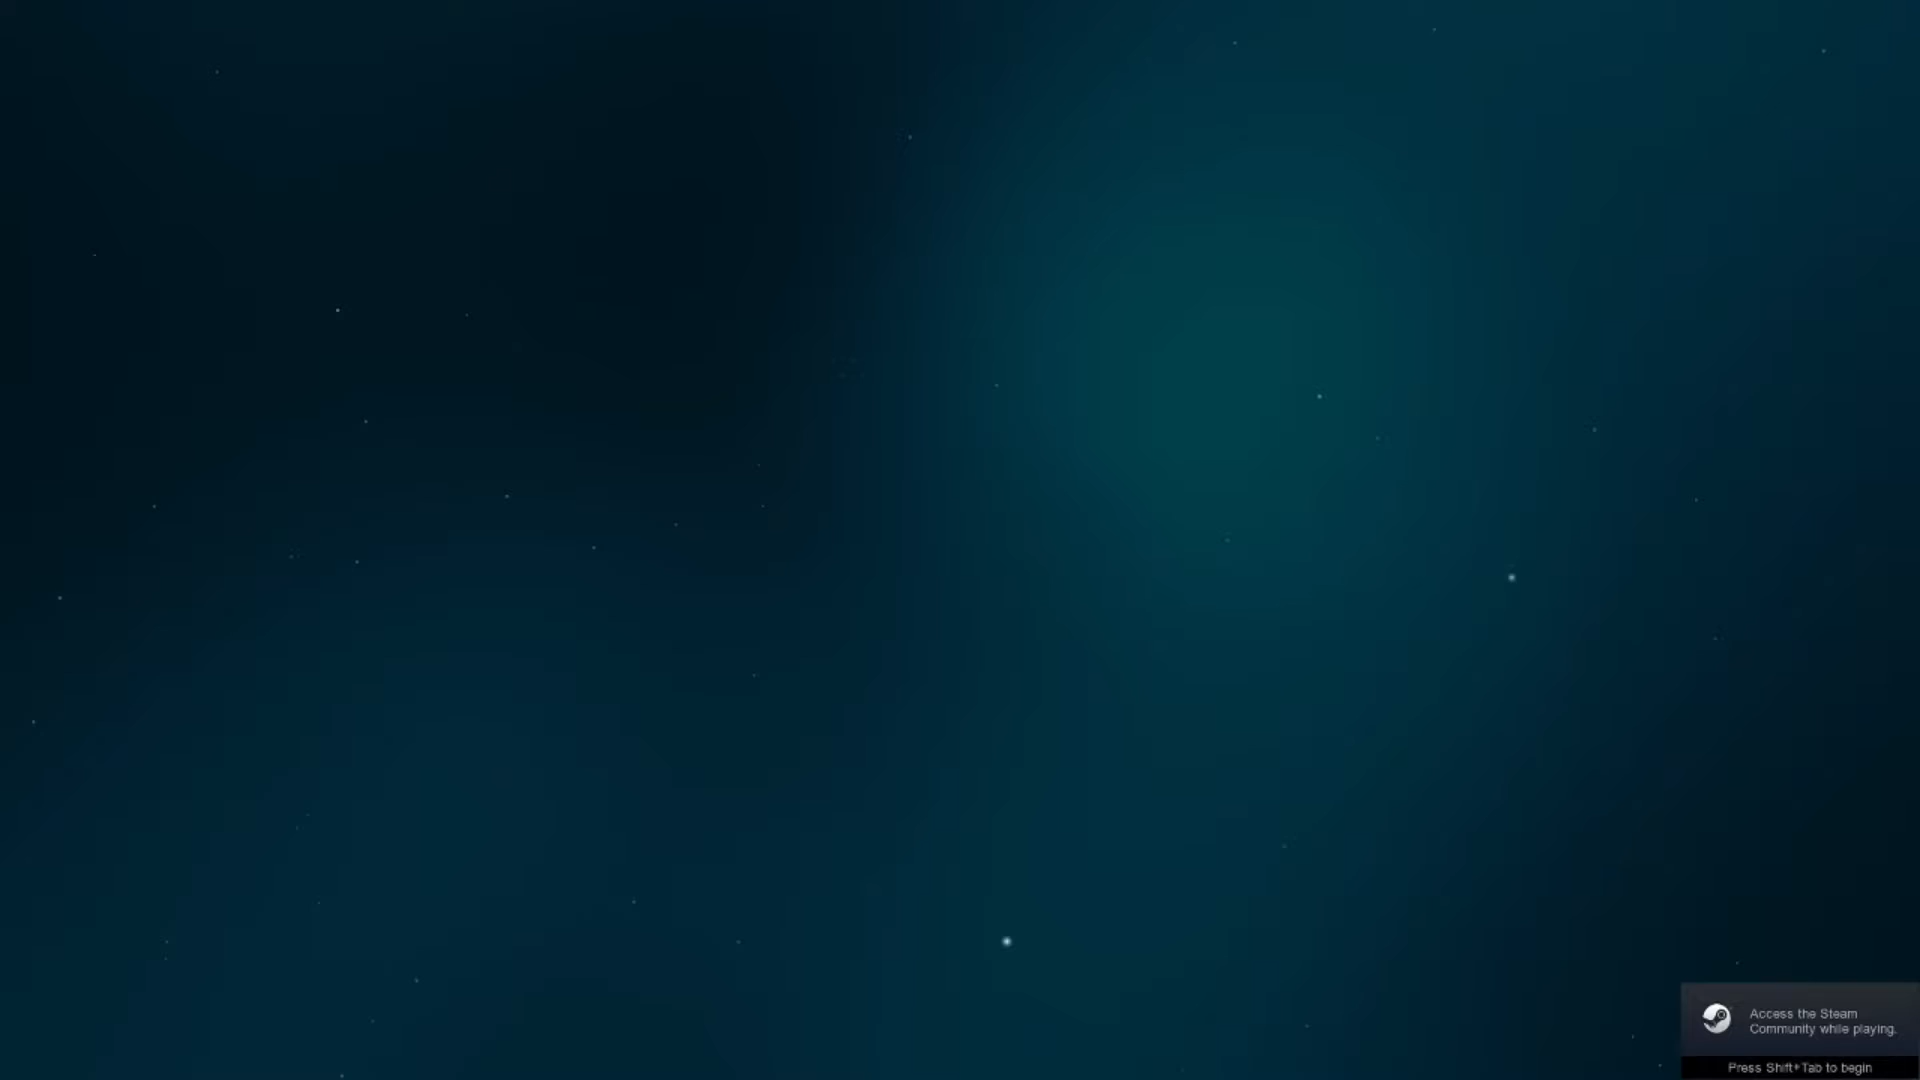 Access the Steam
Community while playing.
Press Shift+Tab to begin